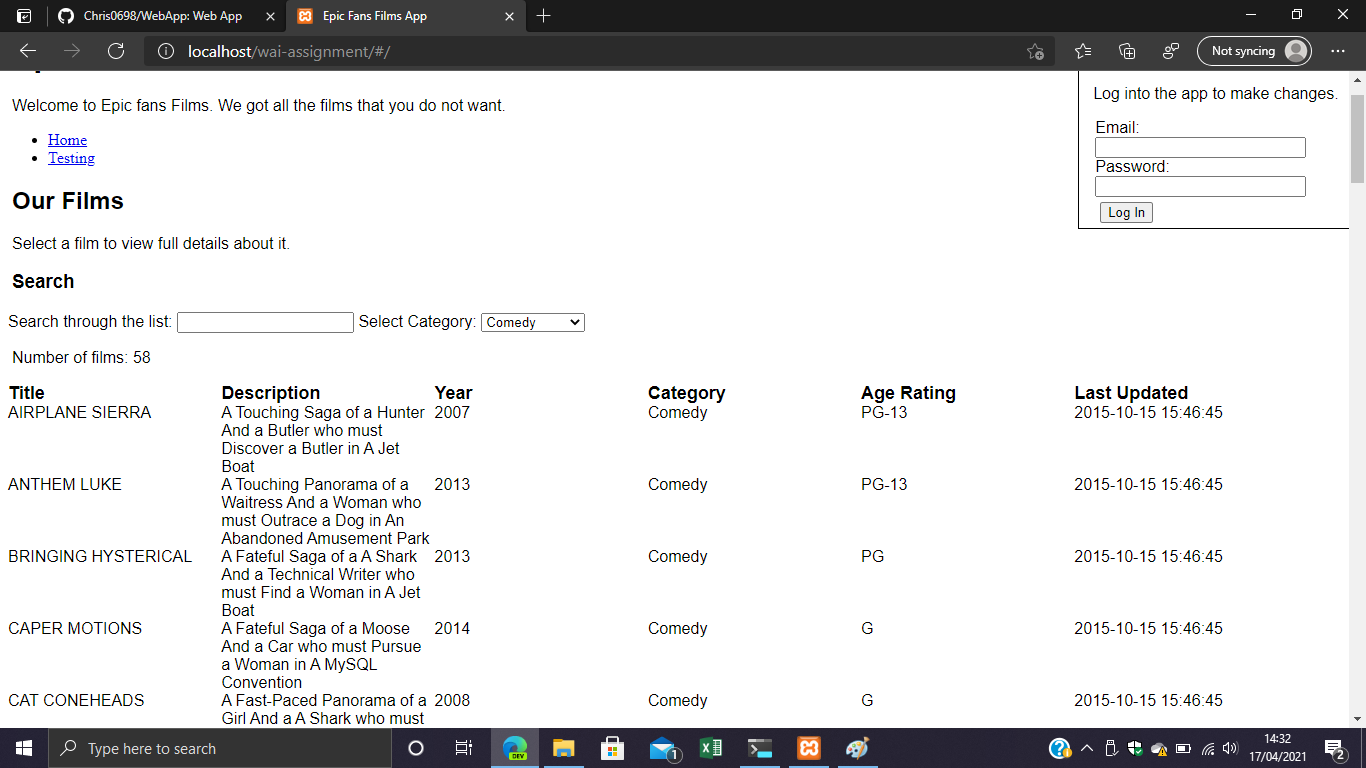 Chris0698/WebApp: Web App
Epic Fans Films App
localhost/wai-assignment/#/
Not syncing
Welcome to Epic fans Films. We got all the films that you do not want.
Home
Testing
Log into the app to make changes.
Email:
Password:
Log In
Our Films
Select a film to view full details about it.
Search
Search through the list: Select Category: Comedy
Number of films: 58
Title Description Year Category Age Rating Last Updated
AIRPLANE SIERRA A Touching Saga of a Hunter 2007 Comedy PG-13 2015-10-15 15:46:45
And a Butler who must
Discover a Butler in A Jet
Boat
ANTHEM LUKE A Touching Panorama of a 2013 Comedy PG-13 2015-10-15 15:46:45
Waitress And a Woman who
must Outrace a Dog in An
Abandoned Amusement Park
BRINGING HYSTERICAL A Fateful Saga of a A Shark 2013 Comedy PG 2015-10-15 15:46:45
And a Technical Writer who
must Find a Woman in A Jet
Boat
CAPER MOTIONS A Fateful Saga of a Moose 2014 Comedy G 2015-10-15 15:46:45
And a Car who must Pursue
a Woman in A MySQL
Convention
CAT CONEHEADS A Fast-Paced Panorama of a 2008 Comedy G 2015-10-15 15:46:45
Girl And a A Shark who must
Type here to search
DEV
1
14:32
17/04/2021
2